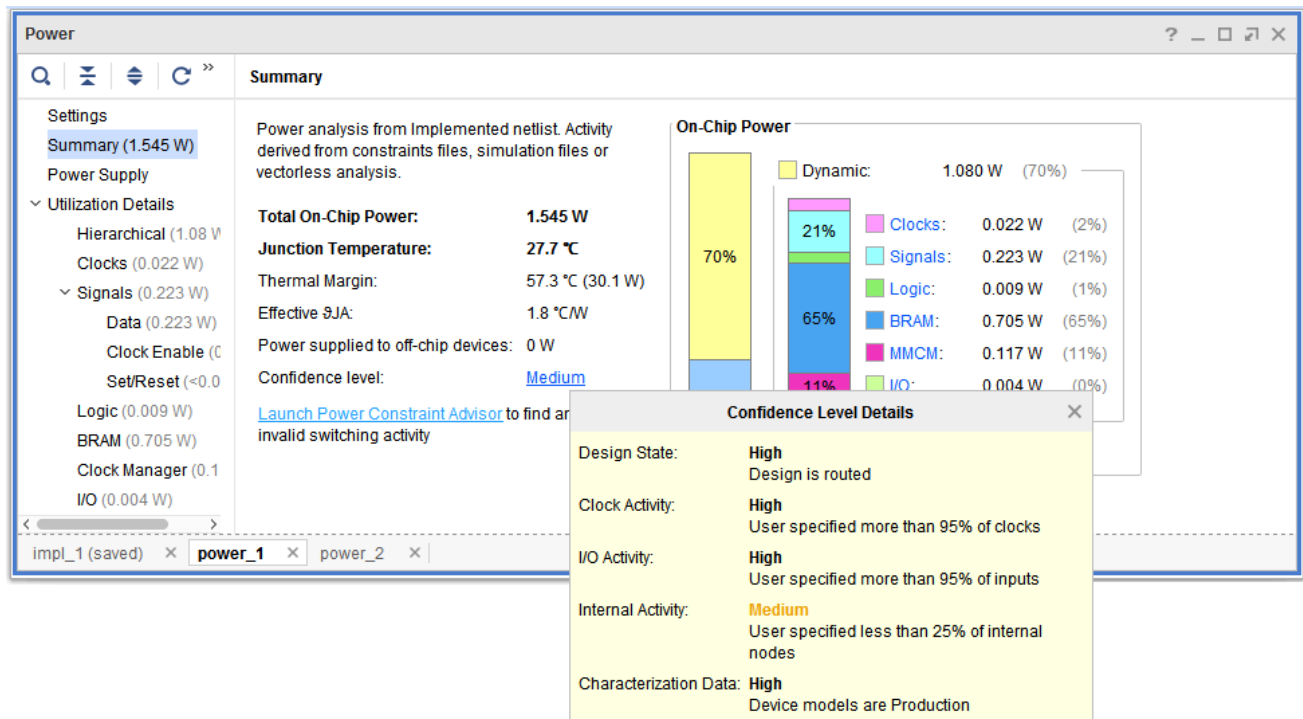 Power
? 
Summary
Settings
Summary (1.545 W)
Power Supply
Utilization Details
Hierarchical (1.08 W
Clocks (0.022 W)
Signals (0.223 W)
Data (0.223 W)
Clock Enable (0
Set/Reset (<0.0
Logic (0.009 W)
BRAM (0.705 W)
Clock Manager (0.1
I/O (0.004 W)
Power analysis from Implemented netlist. Activity
derived from constraints files, simulation files or
vectorless analysis.
Total On-Chip Power: 1.545 W
Junction Temperature: 27.7 °C
Thermal Margin: 57.3 °C (30.1 W)
Effective ϑJA: 1.8 °C/W
Power supplied to off-chip devices: 0 W
Confidence level: Medium
Launch Power Constraint Advisor to find an
invalid switching activity
On-Chip Power
70%
Dynamic: 1.080 W (70%)
21%
65%
11%
Clocks: 0.022 W (2%)
Signals: 0.223 W (21%)
Logic: 0.009 W (1%)
BRAM: 0.705 W (65%)
MMCM: 0.117 W (11%)
I/O: 0.004 W (0%)
Confidence Level Details
Design State: High
Design is routed
Clock Activity: High
User specified more than 95% of clocks
I/O Activity: High
User specified more than 95% of inputs
Internal Activity: Medium
User specified less than 25% of internal
nodes
Characterization Data: High
Device models are Production
impl_1 (saved) power_1 power_2